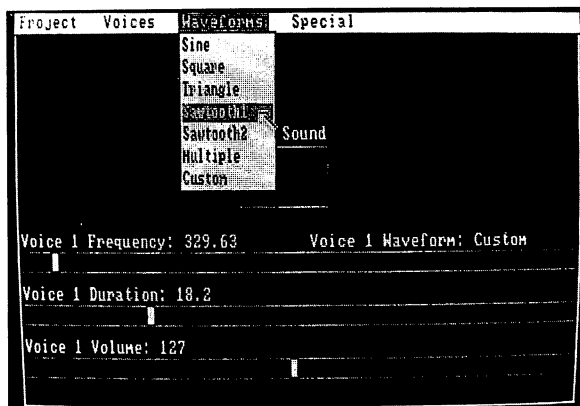 Project Voices Waveforms Special
Sine
Square
Triangle
Sawtooth1
Sawtooth2
Sound
Multiple
Custom
Voice 1 Frequency: 329.63 Voice 1 Waveform: Custom
Voice 1 Duration: 18.2
Voice 1 Volume: 127